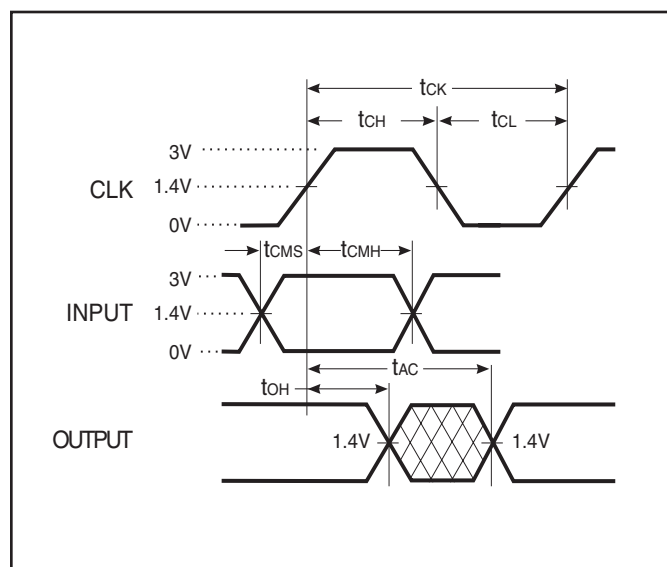 tCK
tCH tCL
3V
CLK 1.4V
0V
tCMS tCMH
3V
INPUT 1.4V
0V
tAC
tOH
OUTPUT 1.4V 1.4V